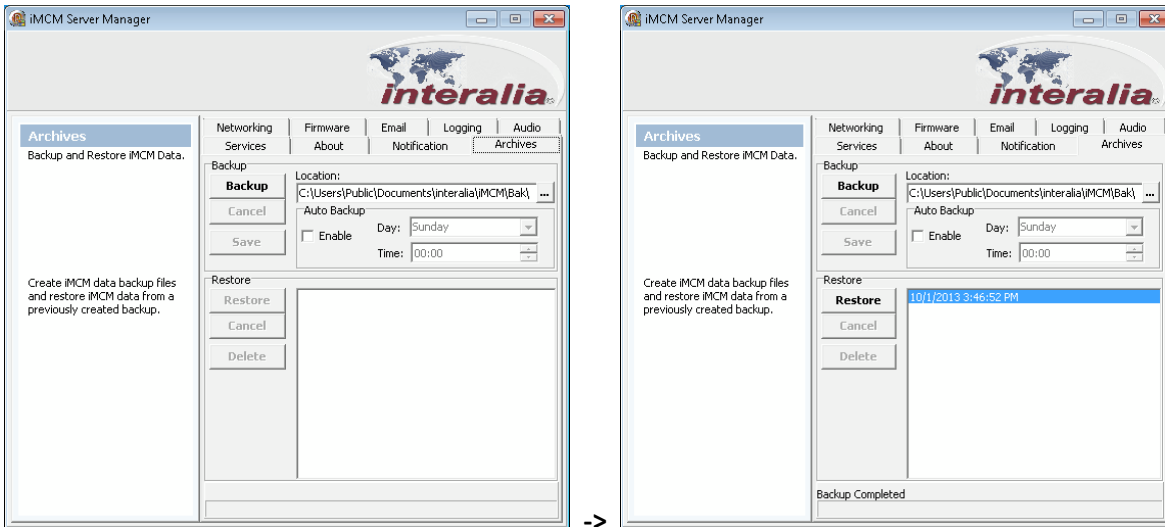 iMCM Server Manager
interalia
Archives
Backup and Restore iMCM Data.
Create iMCM data backup files
and restore iMCM data from a
previously created backup.
Networking Firmware Email Logging Audio
Services About Notification Archives
Backup
Backup
Location:
C:\Users\Public\Documents\interalia\iMCM\Bak\ ...
Cancel
Auto Backup
Enable
Day: Sunday
Save
Time: 00:00
Restore
Restore
Cancel
Delete
->
iMCM Server Manager
interalia
Archives
Backup and Restore iMCM Data.
Create iMCM data backup files
and restore iMCM data from a
previously created backup.
Networking Firmware Email Logging Audio
Services About Notification Archives
Backup
Backup
Location:
C:\Users\Public\Documents\interalia\iMCM\Bak\ ...
Cancel
Auto Backup
Enable
Day: Sunday
Save
Time: 00:00
Restore
Restore
10/1/2013 3:46:52 PM
Cancel
Delete
Backup Completed